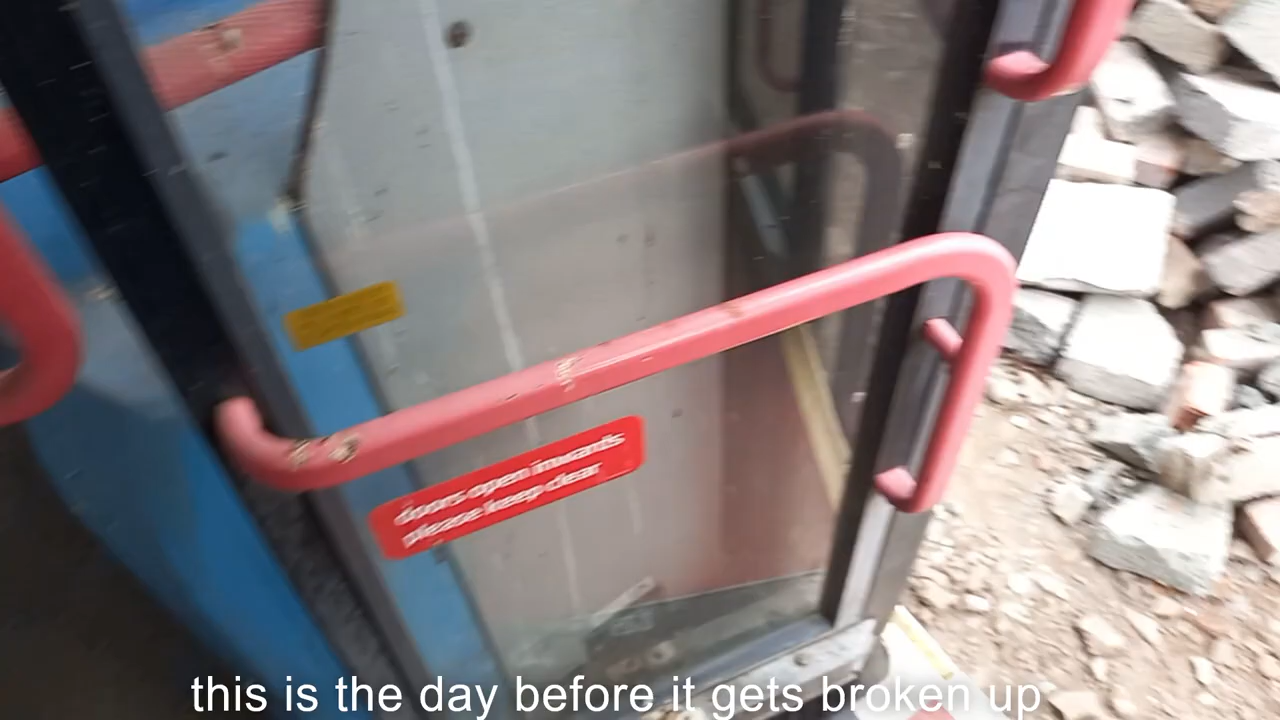 doors open inwards
please keep clear
this is the day before it gets broken up